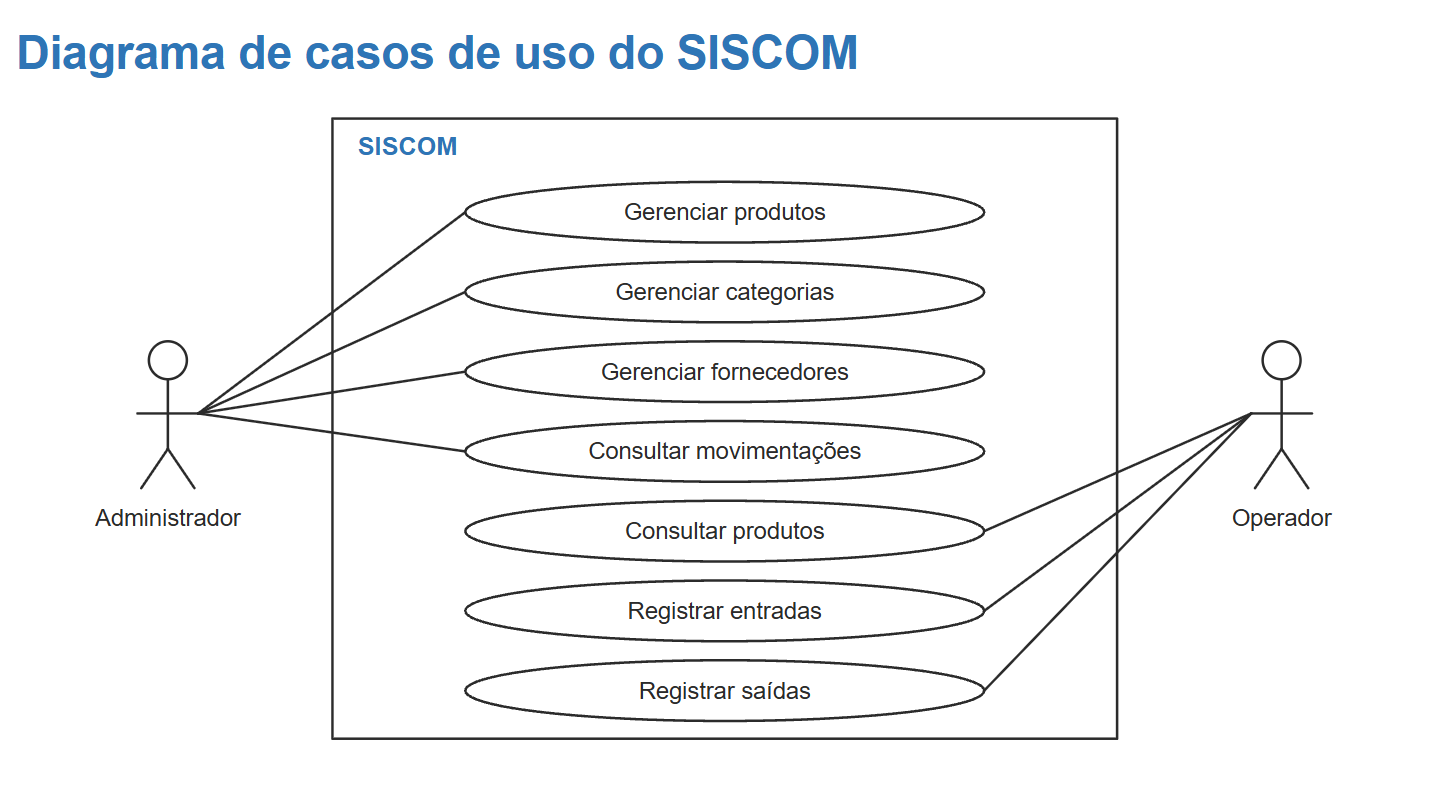 Diagrama de casos de uso do SISCOM
SISCOM
Gerenciar produtos
Gerenciar categorias
Gerenciar fornecedores
Consultar movimentações
Consultar produtos
Registrar entradas
Registrar saídas
Administrador
Operador